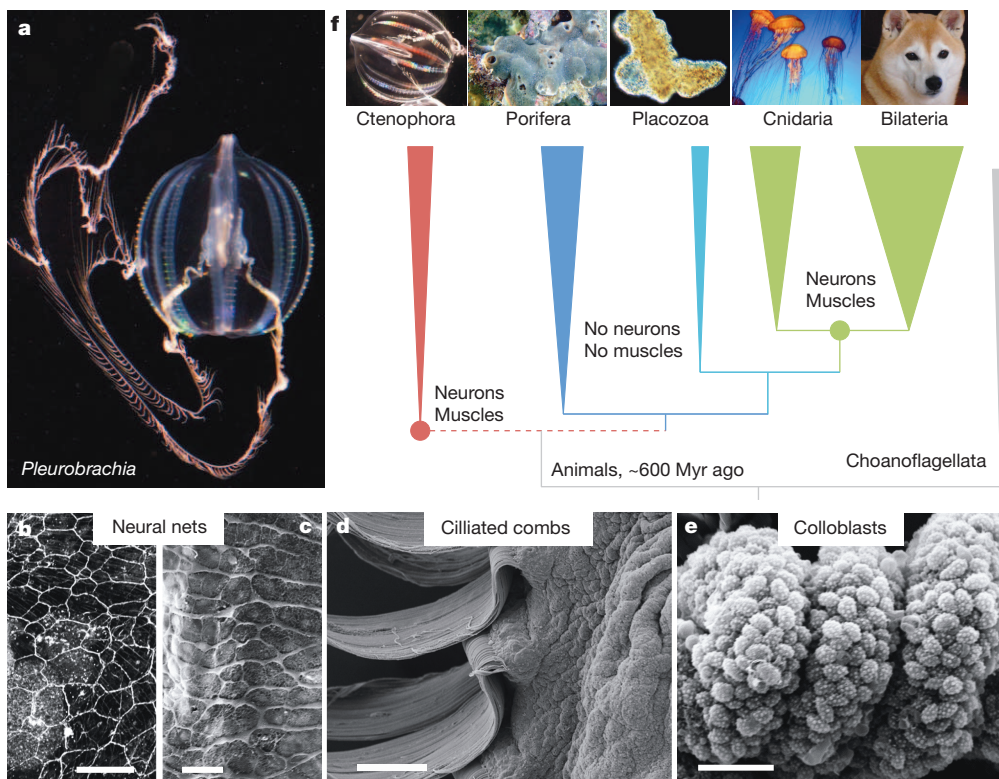 a
Pleurobrachia
f
Ctenophora
Porifera
Placozoa
Cnidaria
Bilateria
Neurons
Muscles
No neurons
No muscles
Neurons
Muscles
Animals, ~600 Myr ago
Choanoflagellata
b
Neural nets
c
d
Cilliated combs
e
Colloblasts